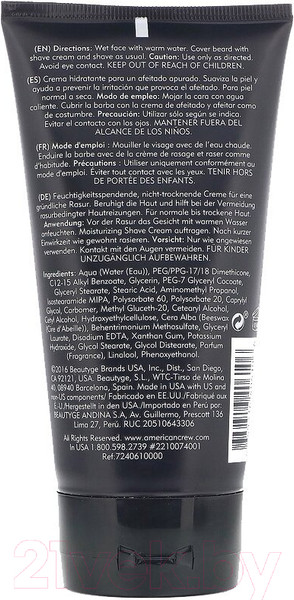 (EN) Directions: Wet face with warm water. Cover beard with
shave cream and shave as usual. Caution: Use only as directed.
Avoid eye contact. KEEP OUT OF REACH OF CHILDREN.
(ES) Crema hidratante para un afeitado apurado. Suaviza la piel y
ayuda a prevenir la irritación que provoca el afeitado. Para piel
normal a seca. Modo de empleo: Mojar la cara con agua
caliente. Cubrir la barba con la crema de afeitar y afeitar como
de costumbre. Precaución: Utilizar sólo como está indicado.
Evitar el contacto con los ojos. MANTENER FUERA DEL
ALCANCE DE LOS NIÑOS.
(FR) Mode d'emploi : Mouiller le visage avec de l'eau chaude.
Enduire la barbe avec de la crème de rasage et raser comme
d'habitude. Précautions : Utiliser uniquement conformément au
mode d'emploi. Éviter tout contact avec les yeux. TENIR HORS
DE PORTÉE DES ENFANTS.
(DE) Feuchtigkeitsspendende, nicht-trocknende Creme für eine
gründliche Rasur. Beruhigt die Haut und hilft bei der Vermeidung
rasurbedingter Hautreizungen. Für normale bis trockene Haut.
Anwendung: Vor der Rasur das Gesicht mit warmen Wasser
anfeuchten. Moisturizing Shave Cream auftragen. Nach der
Rasur abspülen. Vorsicht: Nur wie angewiesen
verwenden. Kontakt mit den Augen vermeiden. FÜR KINDER
UNZUGÄNGLICH AUFBEWAHREN.
Ingredients: Aqua (Water (Eau)), PEG/PPG-17/18 Dimethicone,
C12-15 Alkyl Benzoate, Glycerin, PEG-7 Glyceryl Cocoate,
Glyceryl Stearate, Stearic Acid, Aminomethyl Propanol,
Isostearamide MIPA, Polysorbate 60, Polysorbate 20, Caprylyl
Glycol, Carbomer, Methyl Gluceth-20, Cetearyl Alcohol,
Cetyl Alcohol, Hydroxyethylcellulose, Cera Alba (Beeswax
(Cire d'Abeille)), Behentrimonium Methosulfate, Butylene
Glycol, Disodium EDTA, Xanthan Gum, Potassium
Hydroxide, Glycol Stearate, Glycol Distearate, Parfum
(Fragrance), Linalool, Phenoxyethanol.
©2016 Beautyge Brands USA, Inc., Dist., San Diego,
CA 92121, USA. Beautyge, S.L., WTC-Tirso de Molina
40, 08940 Barcelona, Spain. Made in USA with US and
non-US components/Fabricado en EE.UU./Fabriqué aux
É-U/Hergestellt in den USA/Importado en Perú por:
BEAUTYGE ANDINA S.A., Av. Guillermo, Prescott 136
Lima 27, Perú. RUC 20510643306
All Rights Reserved. www.americancrew.com
In USA 1.800.598.2739 #2210074001
Ref.:7240610000
21vek.by